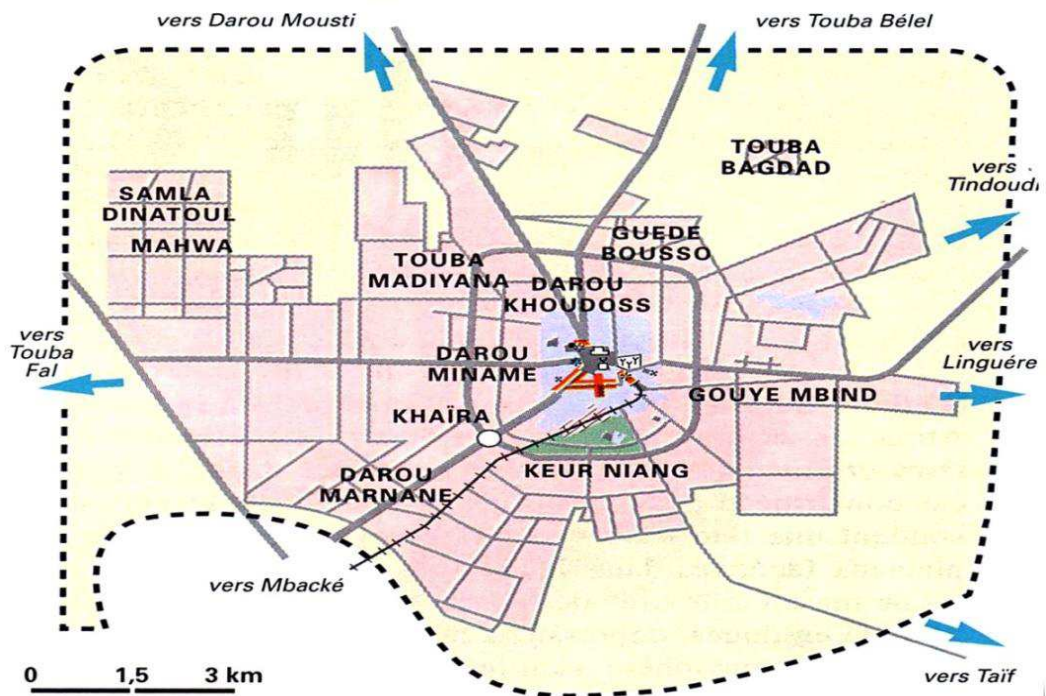 vers Darou Mousti
vers Touba Bélel
TOUBA
BAGDAD
vers
Tindoudi
SAMLA
DINATOUL
MAHWA
GUEDE
BOUSSO
TOUBA
MADIYANA
DAROU
KHOUDOSS
vers
Touba
Fal
DAROU
MINAME
vers
Linguére
GOUYE MBIND
KHAÏRA
DAROU
MARNANE
KEUR NIANG
vers Mbacké
0 1,5 3 km
vers Taïf